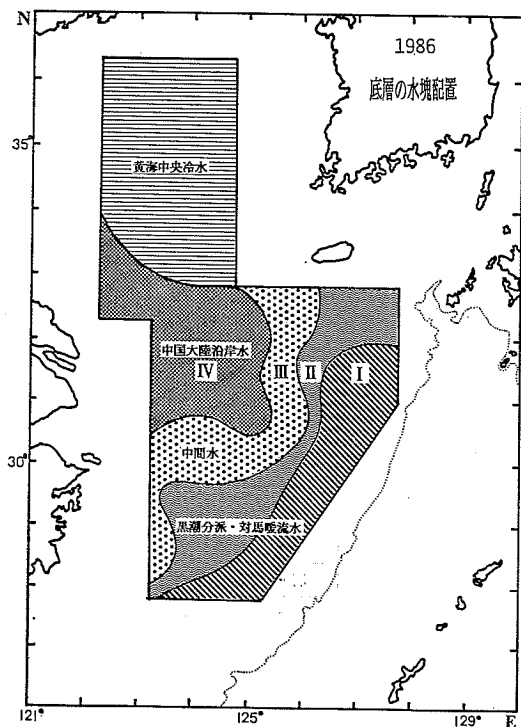 N
1986
底層の水塊配置
35°
黄海中央冷水
中国大陸沿岸水
IV
III
II
I
中間水
30°
黒潮分派・対馬暖流水
121°
125°
129°
E